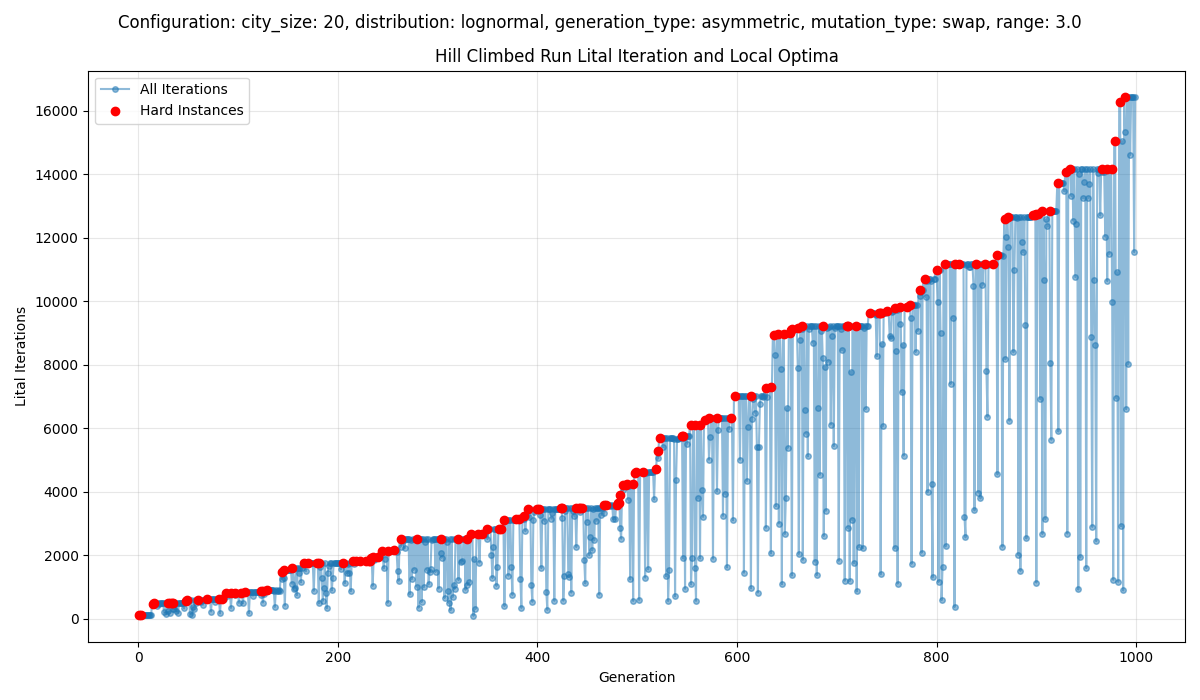 Configuration: city_size: 20, distribution: lognormal, generation_type: asymmetric, mutation_type: swap, range: 3.0
Hill Climbed Run Lital Iteration and Local Optima
All Iterations
Hard Instances
16000
14000
12000
10000
8000
6000
4000
2000
0
Lital Iterations
0 200 400 600 800 1000
Generation